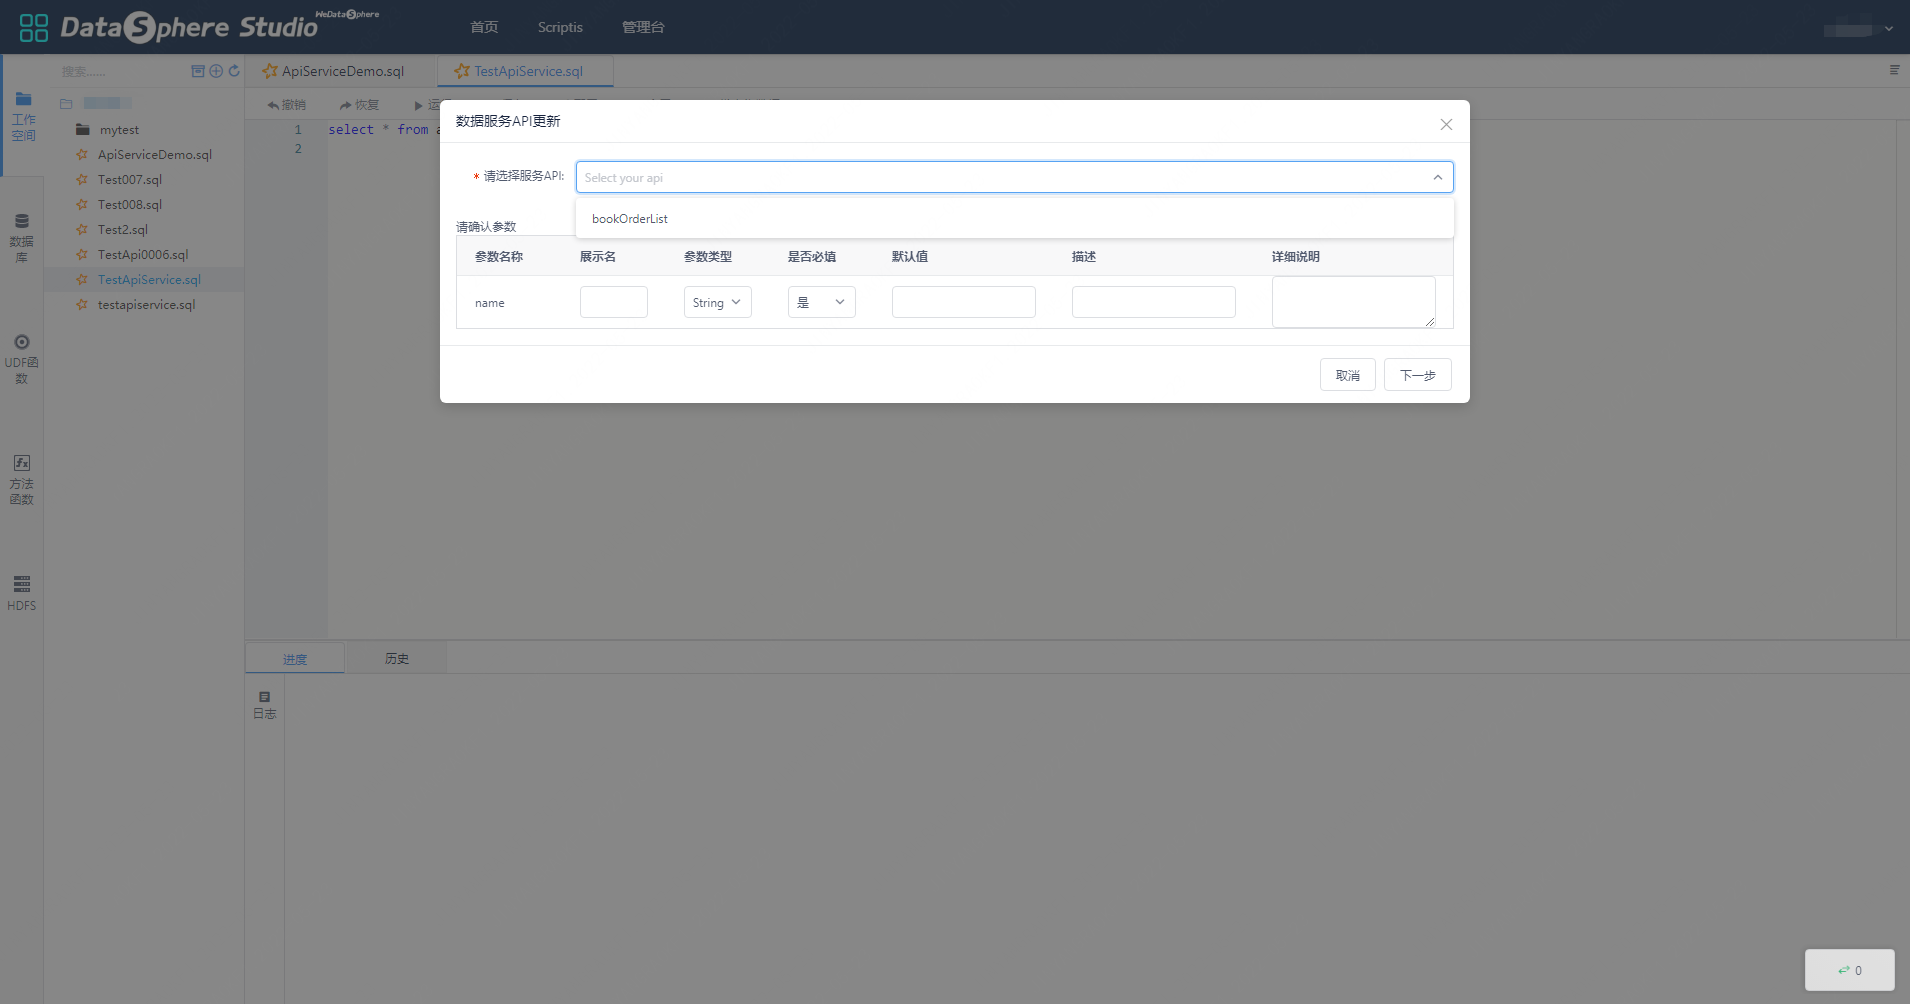 DataSphere Studio WeDataSphere
首页 Scriptis 管理台
搜索......
ApiServiceDemo.sql TestApiService.sql
撤销 恢复
1 select * from
2
工作空间
数据库
UDF函数
方法函数
HDFS
mytest
ApiServiceDemo.sql
Test007.sql
Test008.sql
Test2.sql
TestApi0006.sql
TestApiService.sql
testapiservice.sql
数据服务API更新
* 请选择服务API: Select your api
bookOrderList
请确认参数
参数名称 展示名 参数类型 是否必填 默认值 描述 详细说明
name String 是
取消 下一步
进度 历史
日志
0